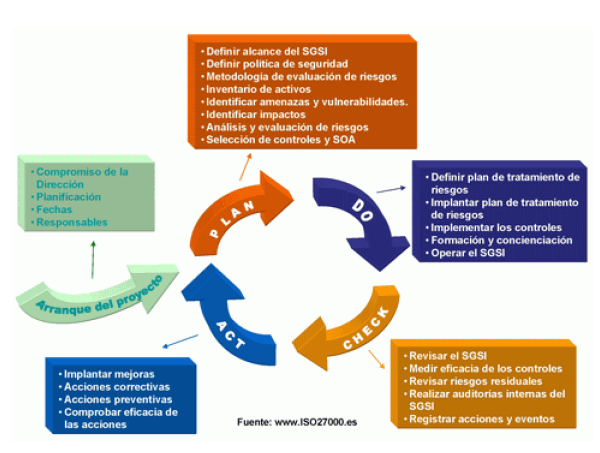 • Definir alcance del SGSI
• Definir política de seguridad
• Metodología de evaluación de riesgos
• Inventario de activos
• Identificar amenazas y vulnerabilidades.
• Identificar impactos
• Análisis y evaluación de riesgos
• Selección de controles y SOA
• Compromiso de la
Dirección
• Planificación
• Fechas
• Responsables
• Definir plan de tratamiento de
riesgos
• Implantar plan de tratamiento
de riesgos
• Implementar los controles
• Formación y concienciación
• Operar el SGSI
PLAN
DO
Arranque del proyecto
ACT
CHECK
• Implantar mejoras
• Acciones correctivas
• Acciones preventivas
• Comprobar eficacia de
las acciones
• Revisar el SGSI
• Medir eficacia de los controles
• Revisar riesgos residuales
• Realizar auditorías internas del
SGSI
• Registrar acciones y eventos
Fuente: www.ISO27000.es